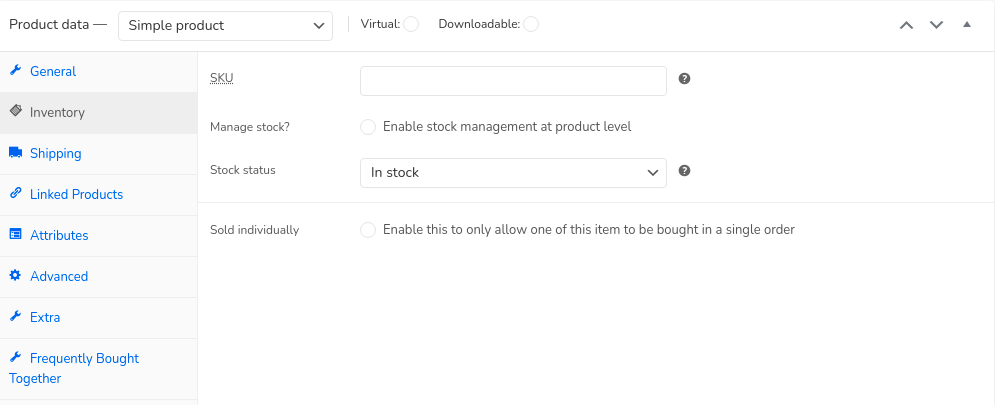 Product data — Simple product Virtual: Downloadable:
General
Inventory
Shipping
Linked Products
Attributes
Advanced
Extra
Frequently Bought
Together
SKU
Manage stock? Enable stock management at product level
Stock status In stock
Sold individually Enable this to only allow one of this item to be bought in a single order